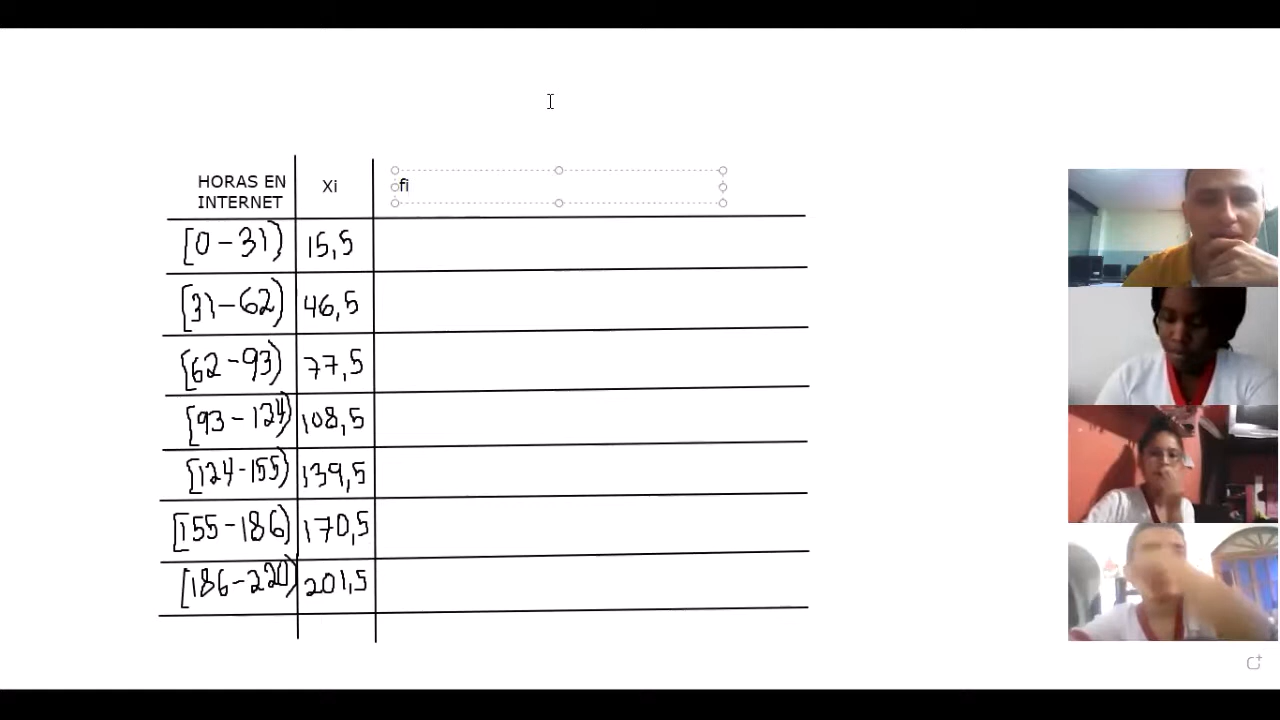 HORAS EN
INTERNET
Xi
fi
[0-31) 15,5
[31-62) 46,5
[62-93) 77,5
[93-124) 108,5
[124-155) 139,5
[155-186) 170,5
[186-220) 201,5